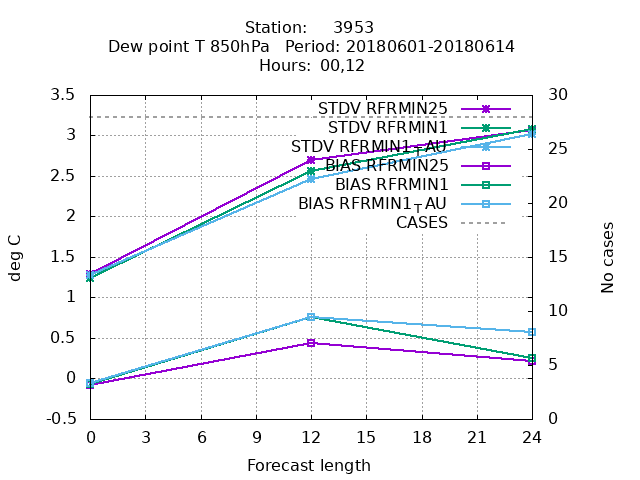 Station: 3953
Dew point T 850hPa Period: 20180601-20180614
Hours: 00,12
3.5
3
2.5
2
1.5
1
0.5
0
-0.5
30
25
20
15
10
5
0
deg C
No cases
STDV RFRMIN25
STDV RFRMIN1
STDV RFRMIN1TAU
BIAS RFRMIN25
BIAS RFRMIN1
BIAS RFRMIN1TAU
CASES
0 3 6 9 12 15 18 21 24
Forecast length